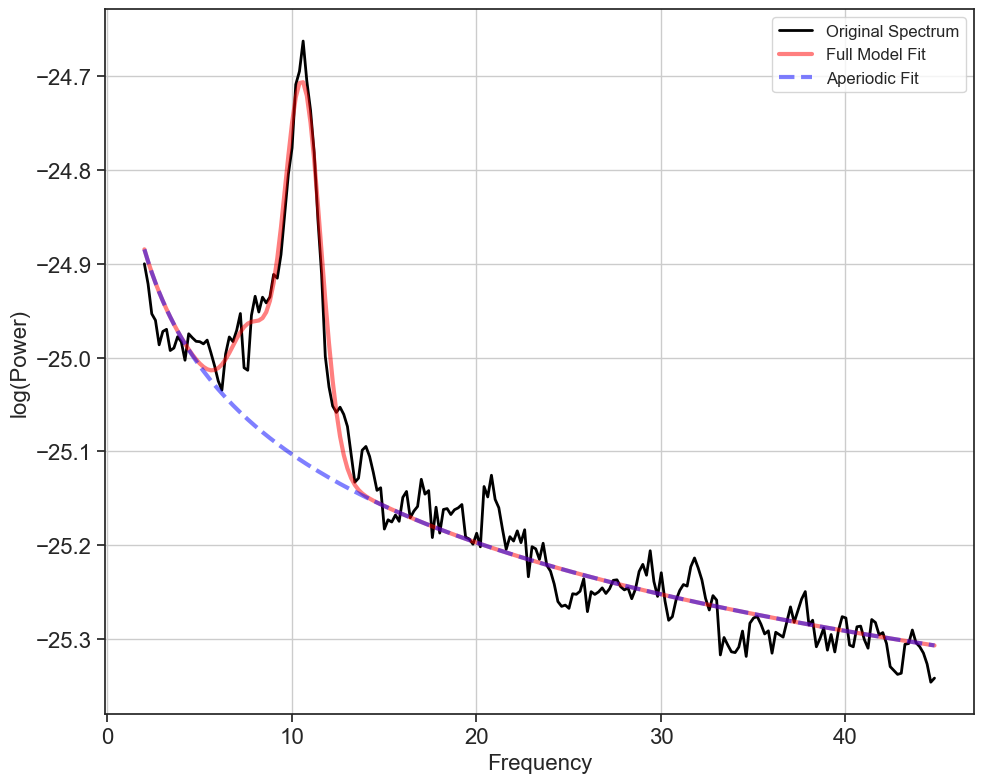 Original Spectrum
Full Model Fit
Aperiodic Fit
−24.7
−24.8
−24.9
−25.0
−25.1
−25.2
−25.3
log(Power)
0 10 20 30 40
Frequency